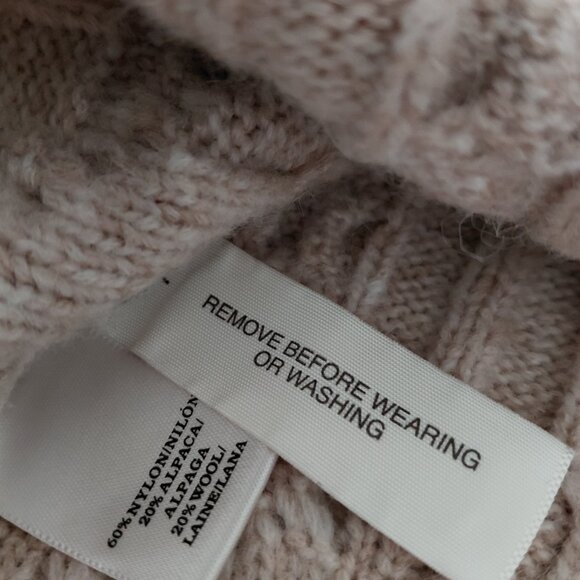 REMOVE BEFORE WEARING
OR WASHING
60% NYLON/NILÓN
20% ALPACA/
ALPAGA
20% WOOL/
LAINE/LANA